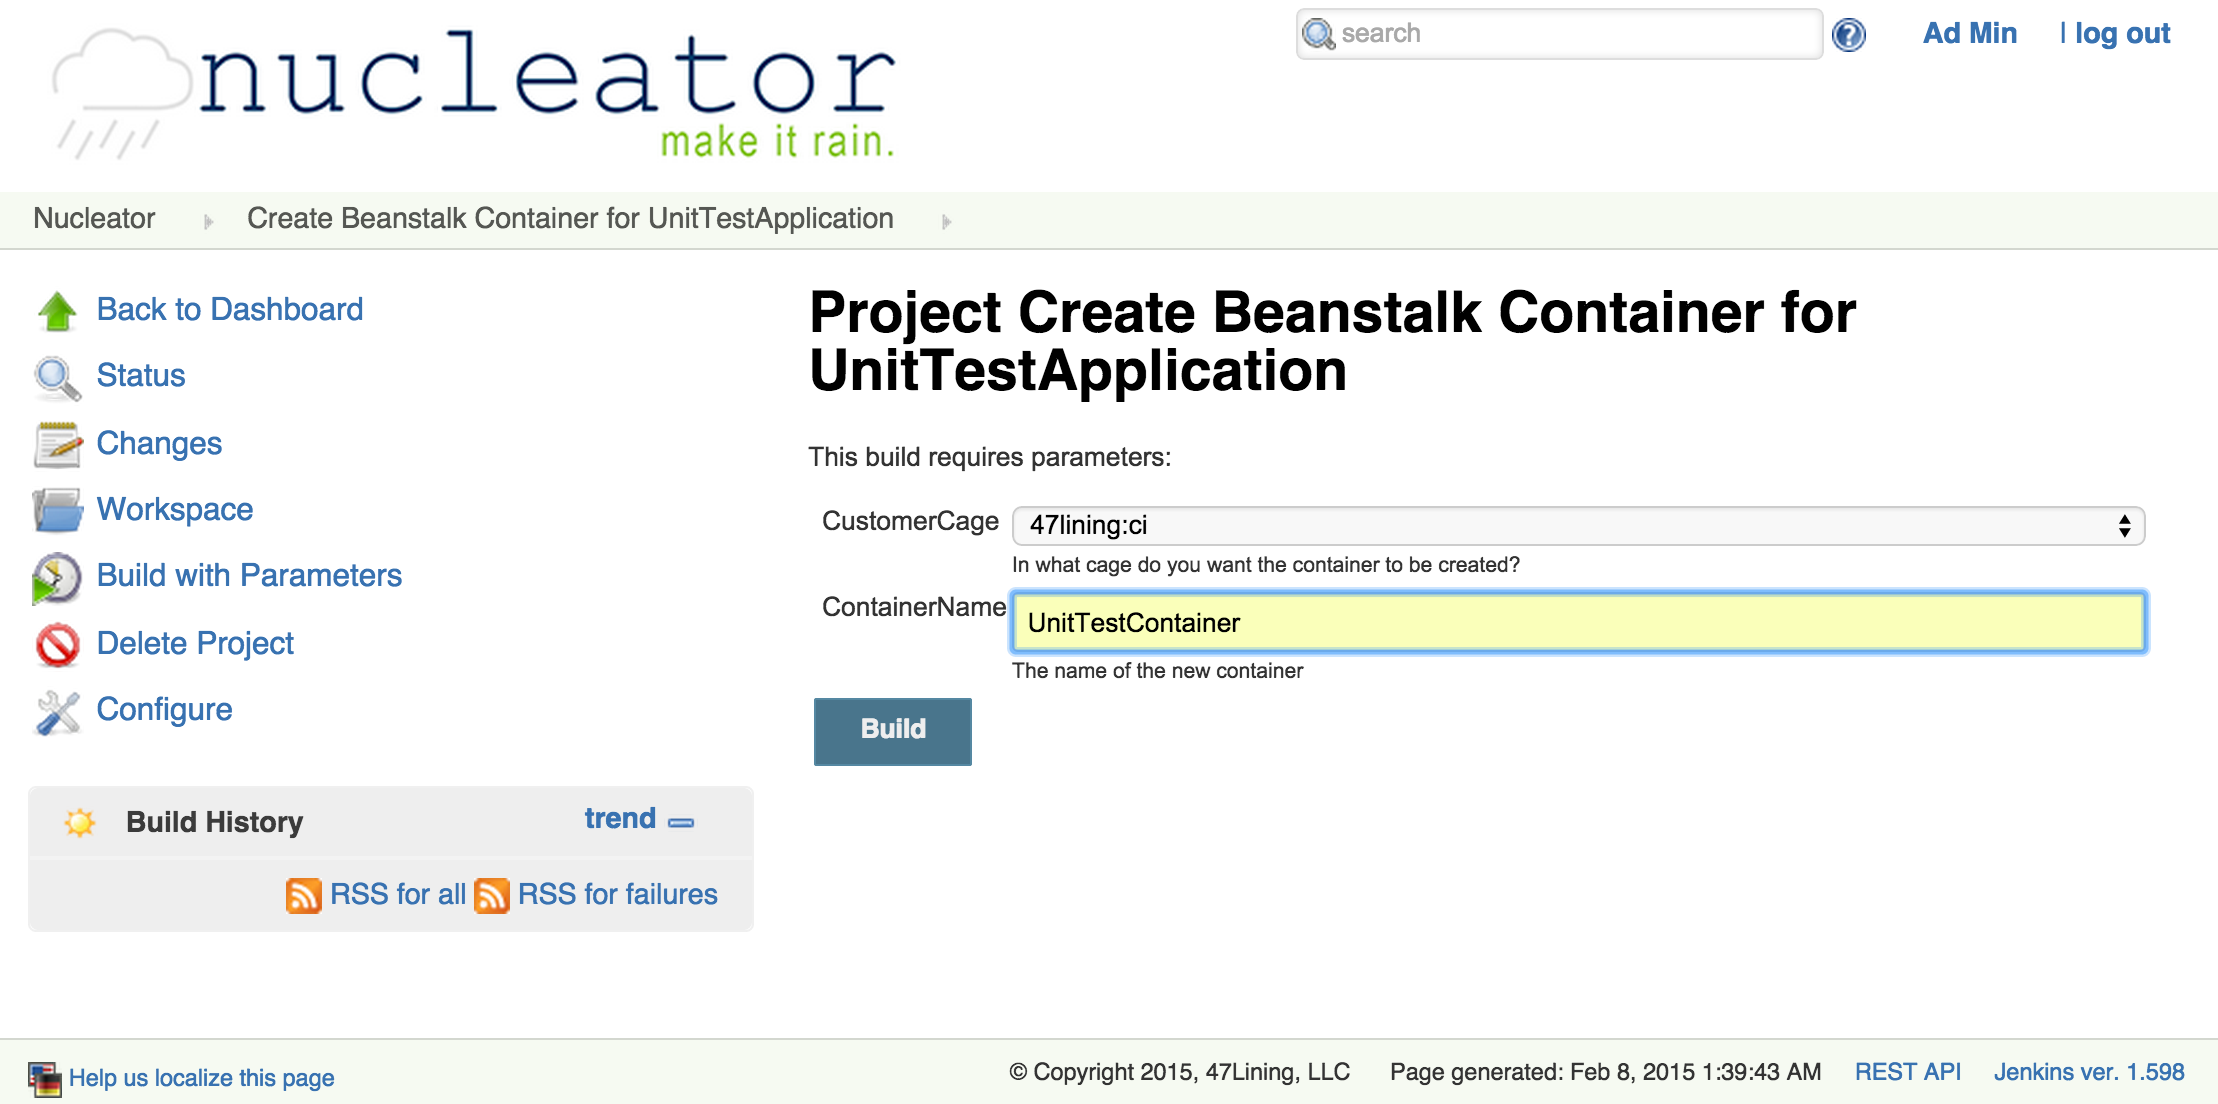 nucleator
make it rain.
search
Ad Min
| log out
Nucleator
Create Beanstalk Container for UnitTestApplication
Back to Dashboard
Status
Changes
Workspace
Build with Parameters
Delete Project
Configure
Build History
trend
RSS for all
RSS for failures
Project Create Beanstalk Container for
UnitTestApplication
This build requires parameters:
CustomerCage
47lining:ci
In what cage do you want the container to be created?
ContainerName
UnitTestContainer
The name of the new container
Build
Help us localize this page
© Copyright 2015, 47Lining, LLC
Page generated: Feb 8, 2015 1:39:43 AM
REST API
Jenkins ver. 1.598